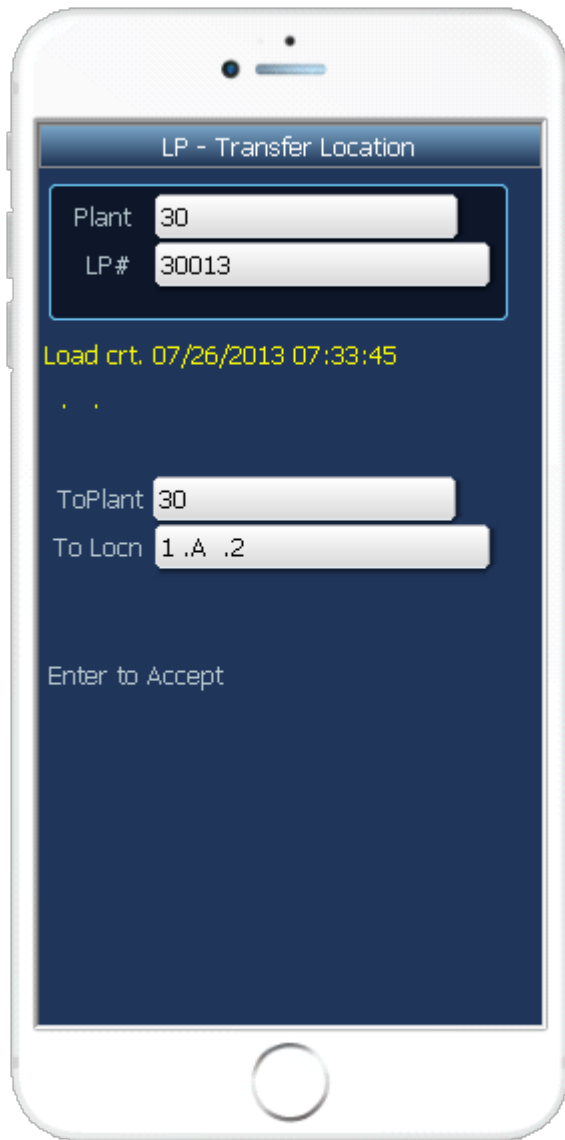 LP - Transfer Location
Plant 30
LP# 30013
Load crt. 07/26/2013 07:33:45
. .
ToPlant 30
To Locn 1 .A .2
Enter to Accept